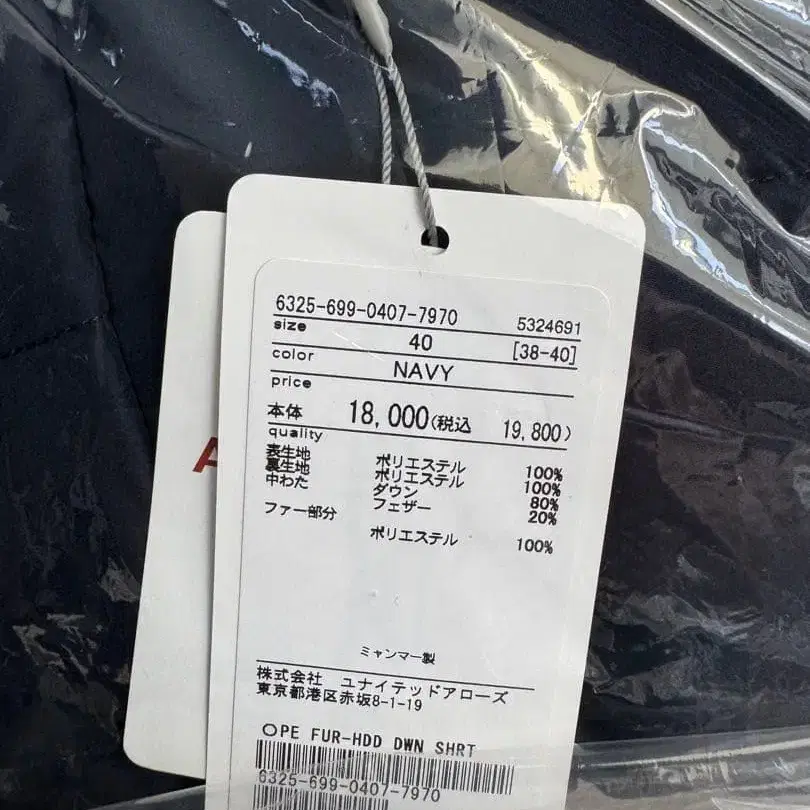 6325-699-0407-7970 5324691
size 40 [38-40]
color NAVY
price
本体 18,000(税込 19,800)
quality
表生地 ポリエステル 100%
裏生地 ポリエステル 100%
中わた ダウン 80%
フェザー 20%
ファー部分
ポリエステル 100%
ミャンマー製
株式会社 ユナイテッドアローズ
東京都港区赤坂8-1-19
OPE FUR-HDD DWN SHRT
6325-699-0407-7970
A